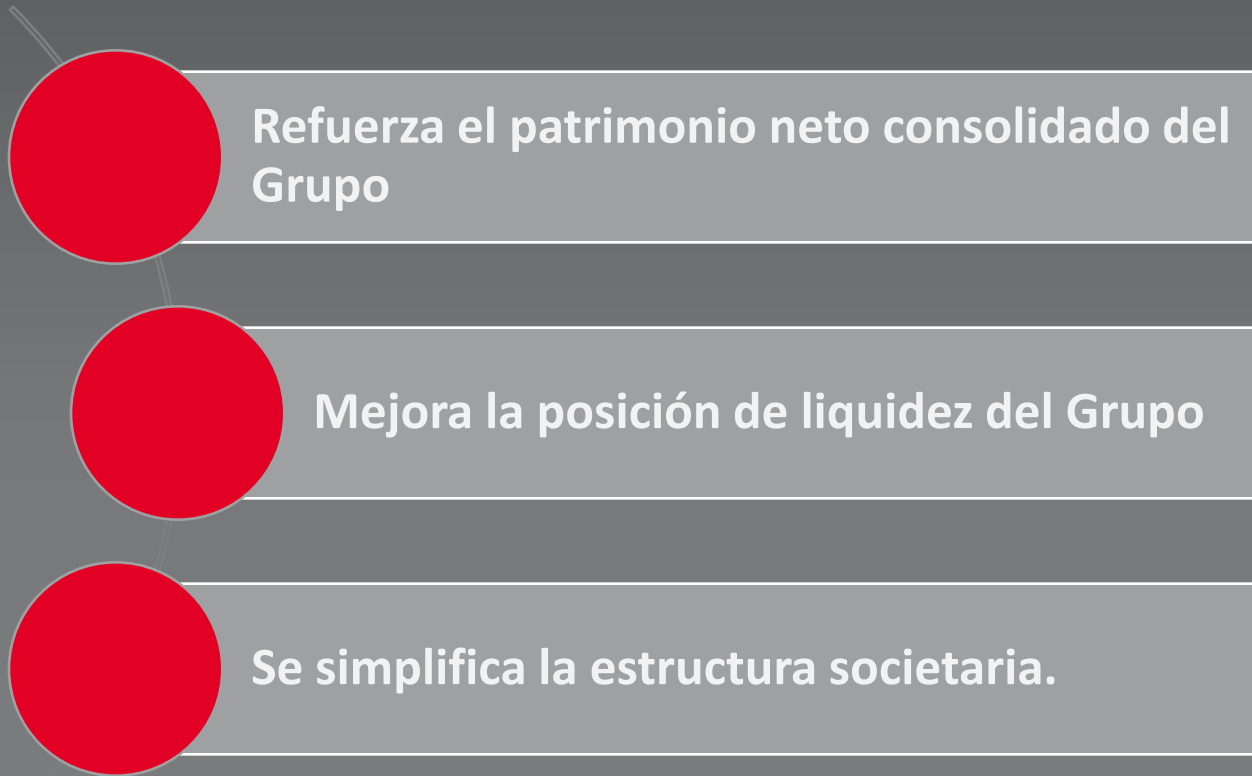 Refuerza el patrimonio neto consolidado del
Grupo
Mejora la posición de liquidez del Grupo
Se simplifica la estructura societaria.